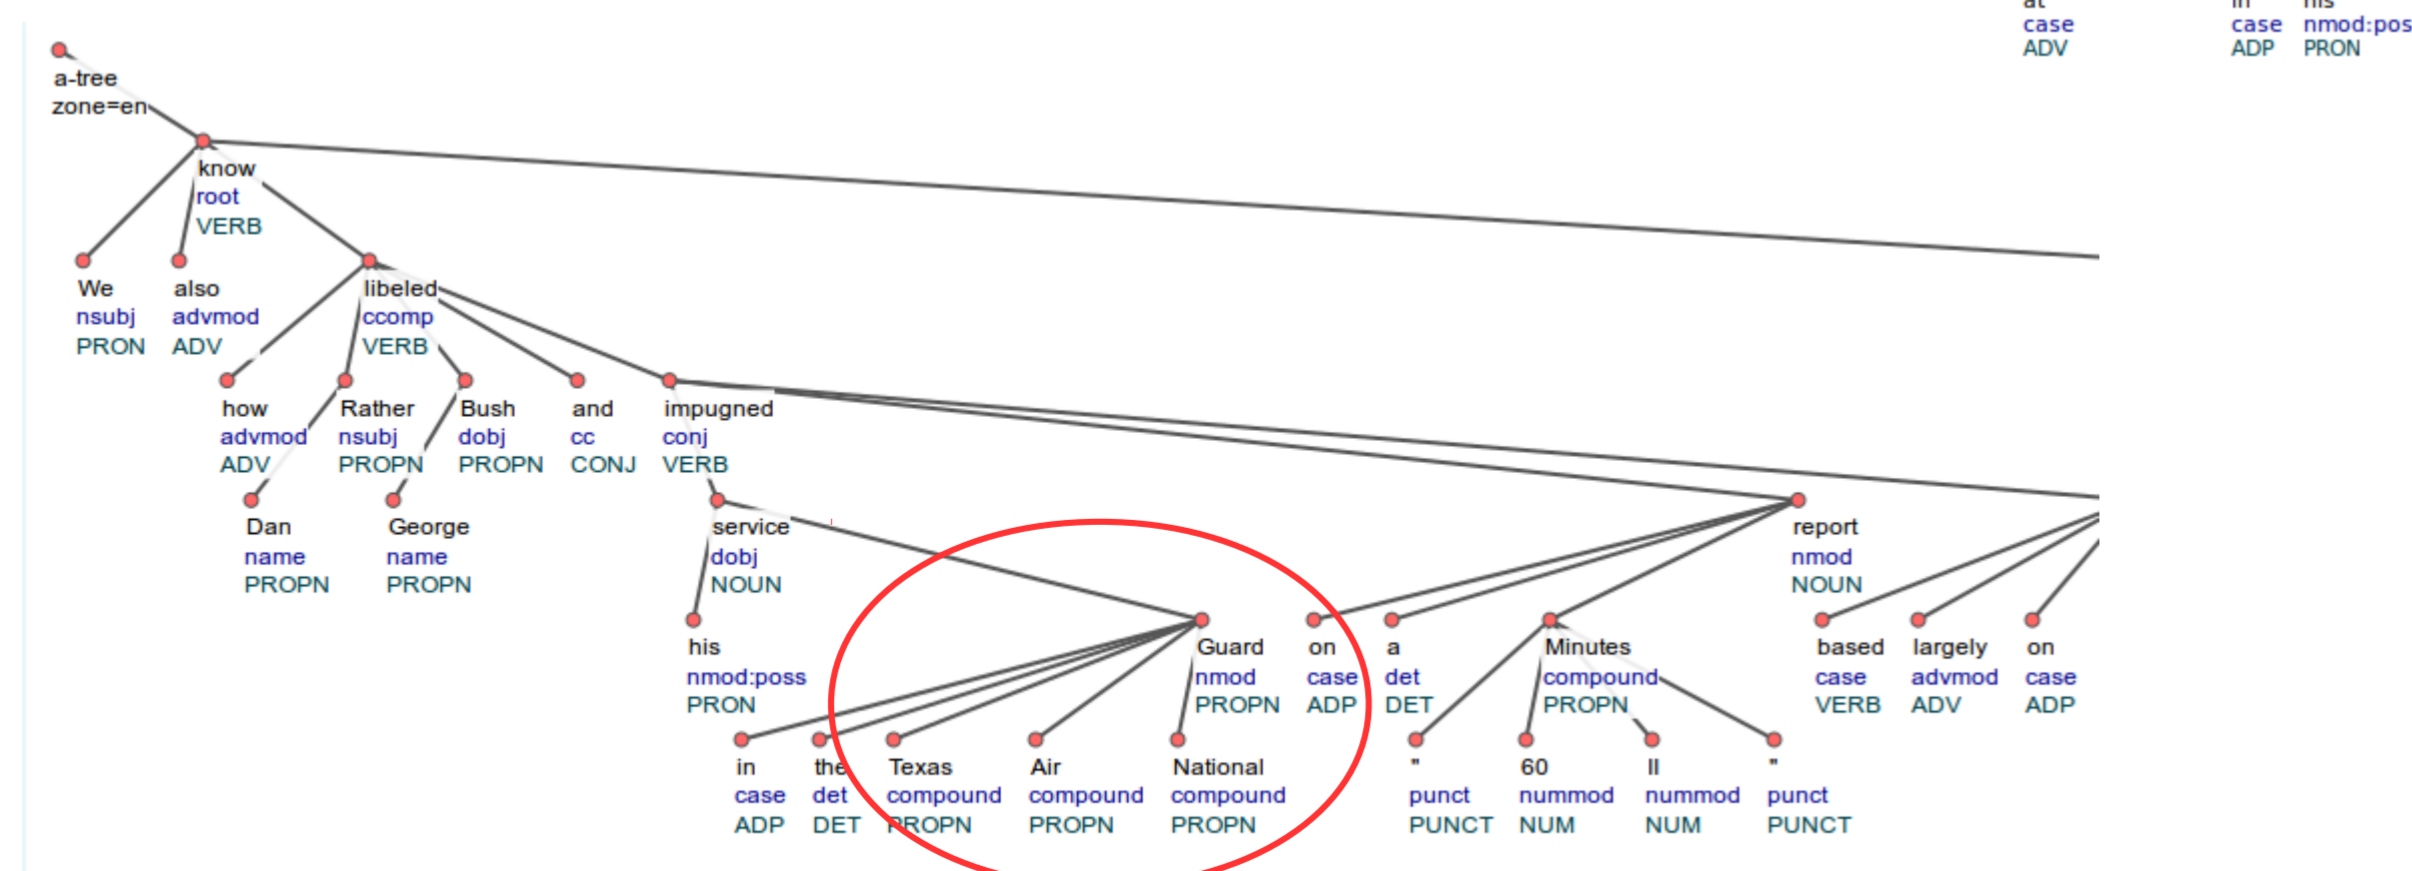 at in his
case case nmod:pos
ADV ADP PRON
a-tree
zone=en
know
root
VERB
We also libeled
nsubj advmod ccomp
PRON ADV VERB
how Rather Bush and impugned
advmod nsubj dobj cc conj
ADV PROPN PROPN CONJ VERB
Dan George service report
name name dobj nmod
PROPN PROPN NOUN NOUN
his Guard on a Minutes based largely on
nmod:poss nmod case det compound case advmod case
PRON PROPN ADP DET PROPN VERB ADV ADP
in the Texas Air National " 60 II "
case det compound compound compound punct nummod nummod punct
ADP DET PROPN PROPN PROPN PUNCT NUM NUM PUNCT